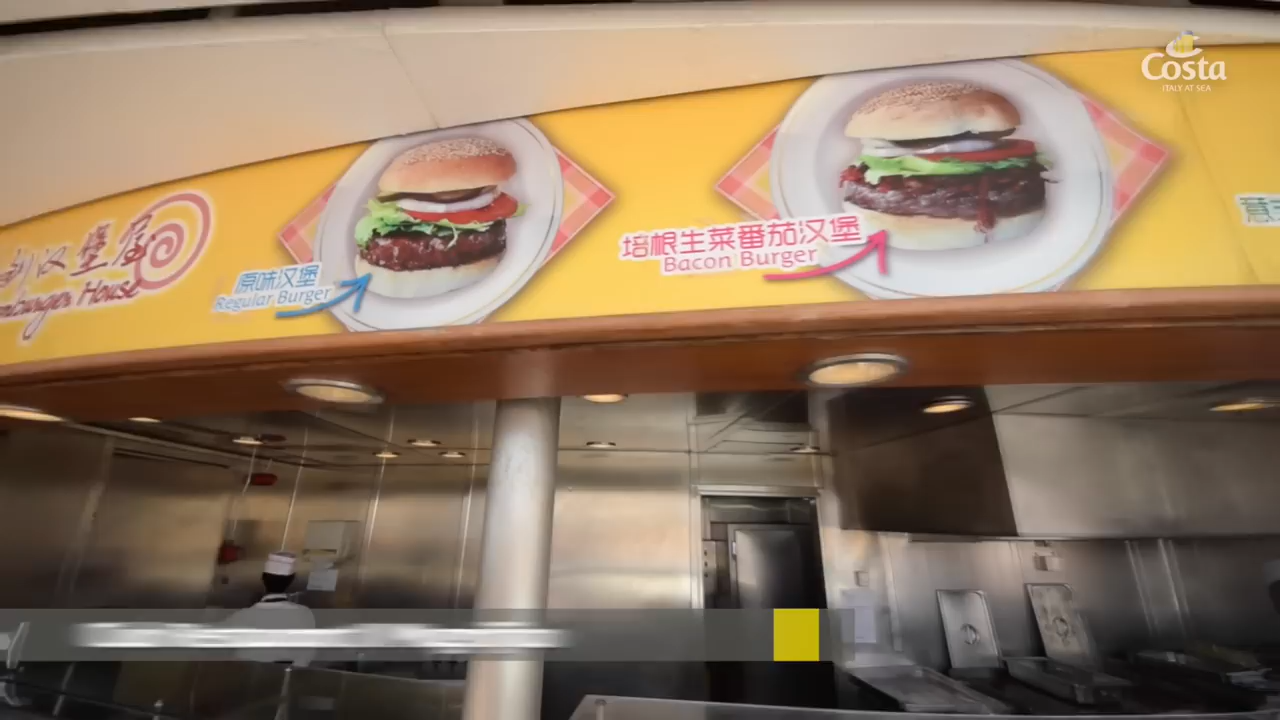 Costa
ITALY AT SEA
汉堡屋
House
原味汉堡
Regular Burger
培根生菜番茄汉堡
Bacon Burger